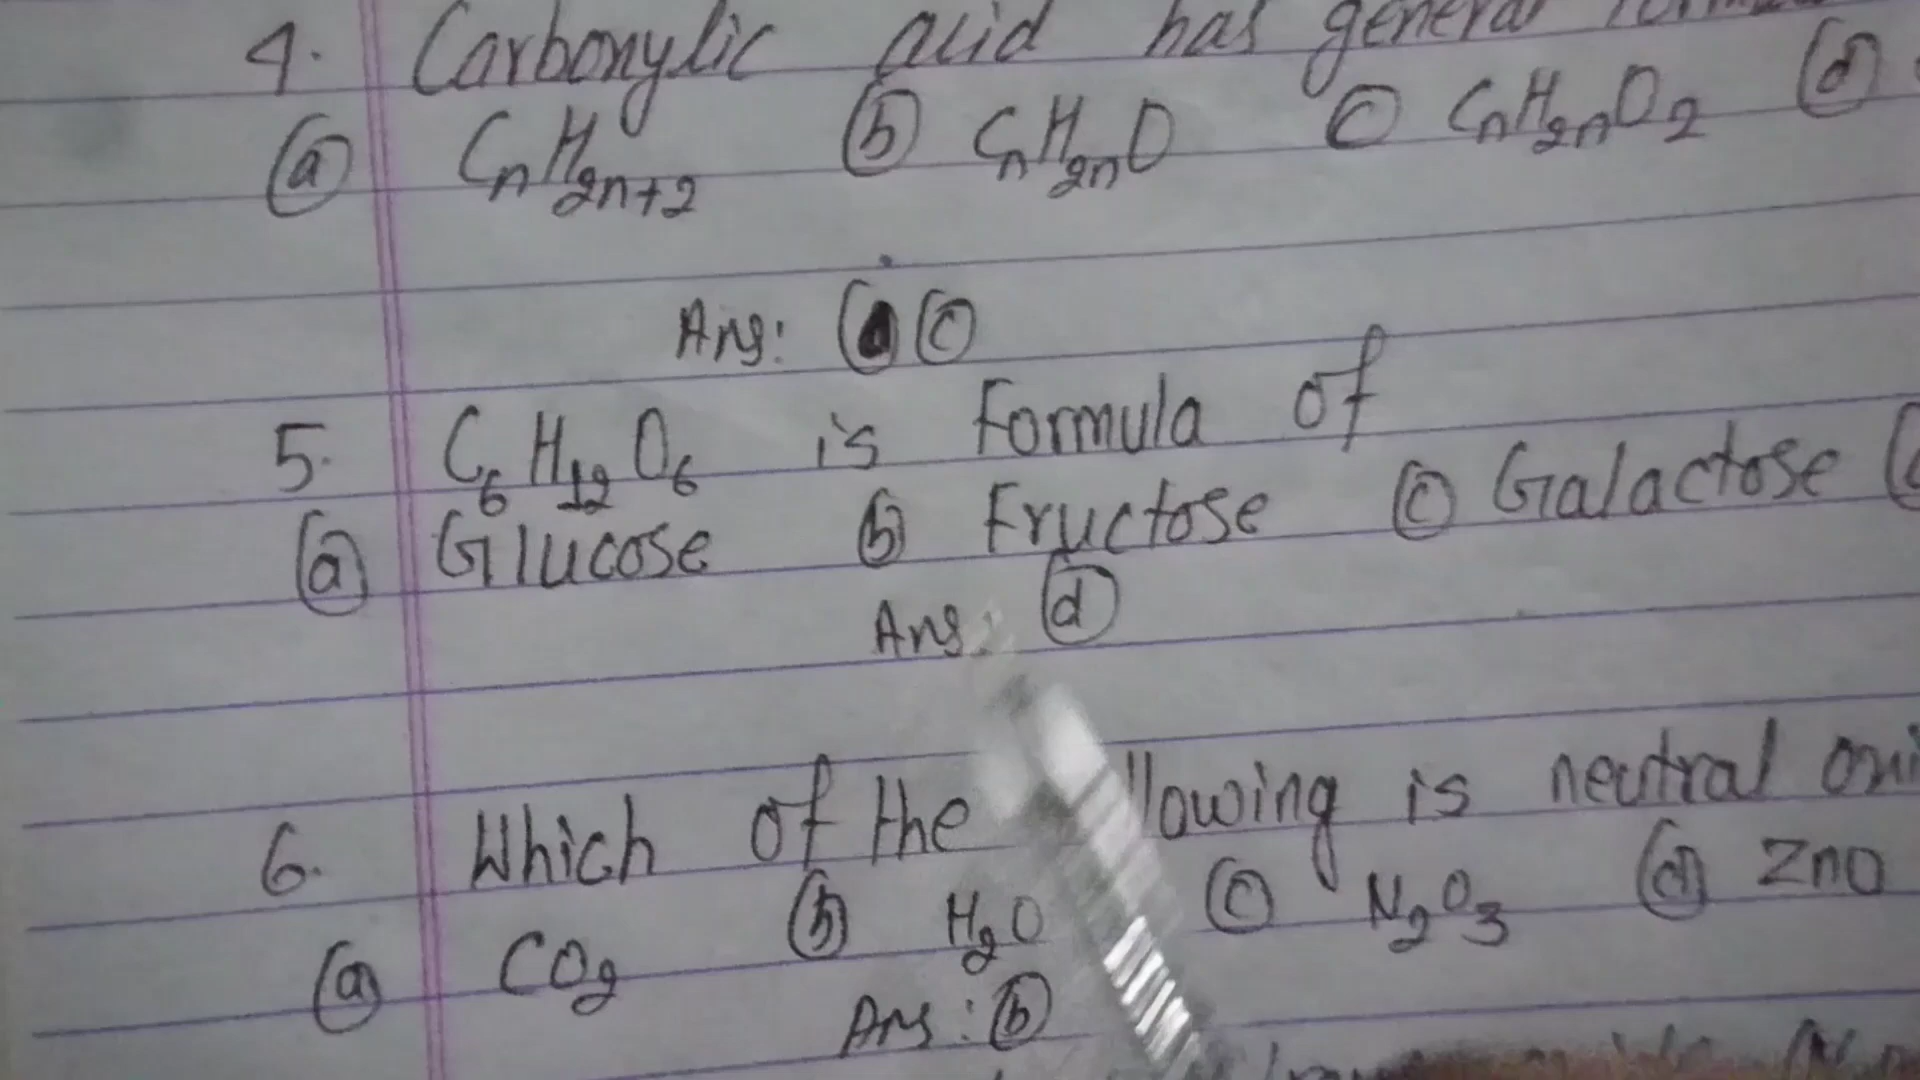 4. Carbonylic acid has general
(a) CnH2n+2 (b) CnH2nO (c) CnH2nO2 (d)
Ans: (c)
5. C6H12O6 is Formula of
(a) Glucose (b) Fructose (c) Galactose
Ans: (d)
6. Which of the llowing is neutral oxi
(a) CO2 (b) H2O (c) N2O3 (d) ZnO
Ans: (b)